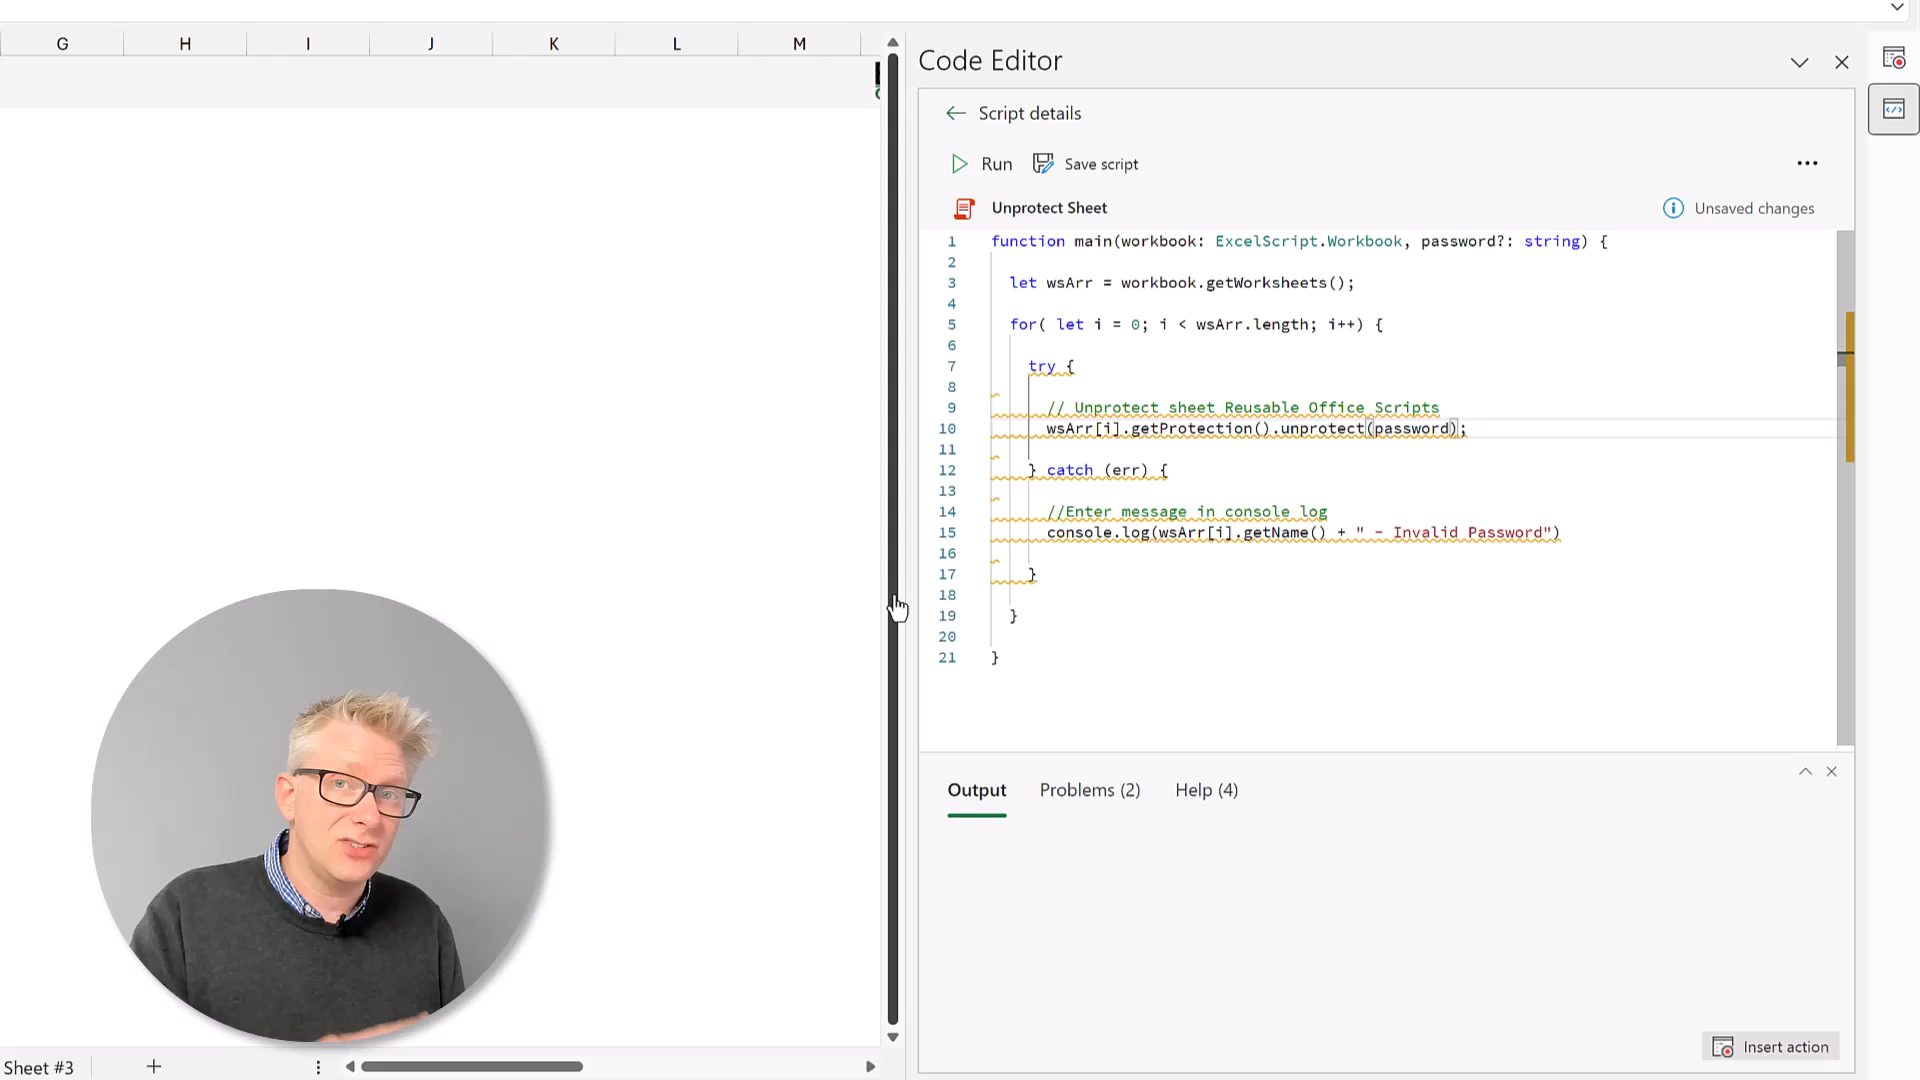 G H I J K L M
Code Editor
Script details
Run Save script
Unprotect Sheet
Unsaved changes
1 function main(workbook: ExcelScript.Workbook, password?: string) {
2
3 let wsArr = workbook.getWorksheets();
4
5 for( let i = 0; i < wsArr.length; i++) {
6
7 try {
8
9 // Unprotect sheet Reusable Office Scripts
10 wsArr[i].getProtection().unprotect(password);
11
12 } catch (err) {
13
14 //Enter message in console log
15 console.log(wsArr[i].getName() + " - Invalid Password")
16
17 }
18
19 }
20
21 }
Output Problems (2) Help (4)
Insert action
Sheet #3